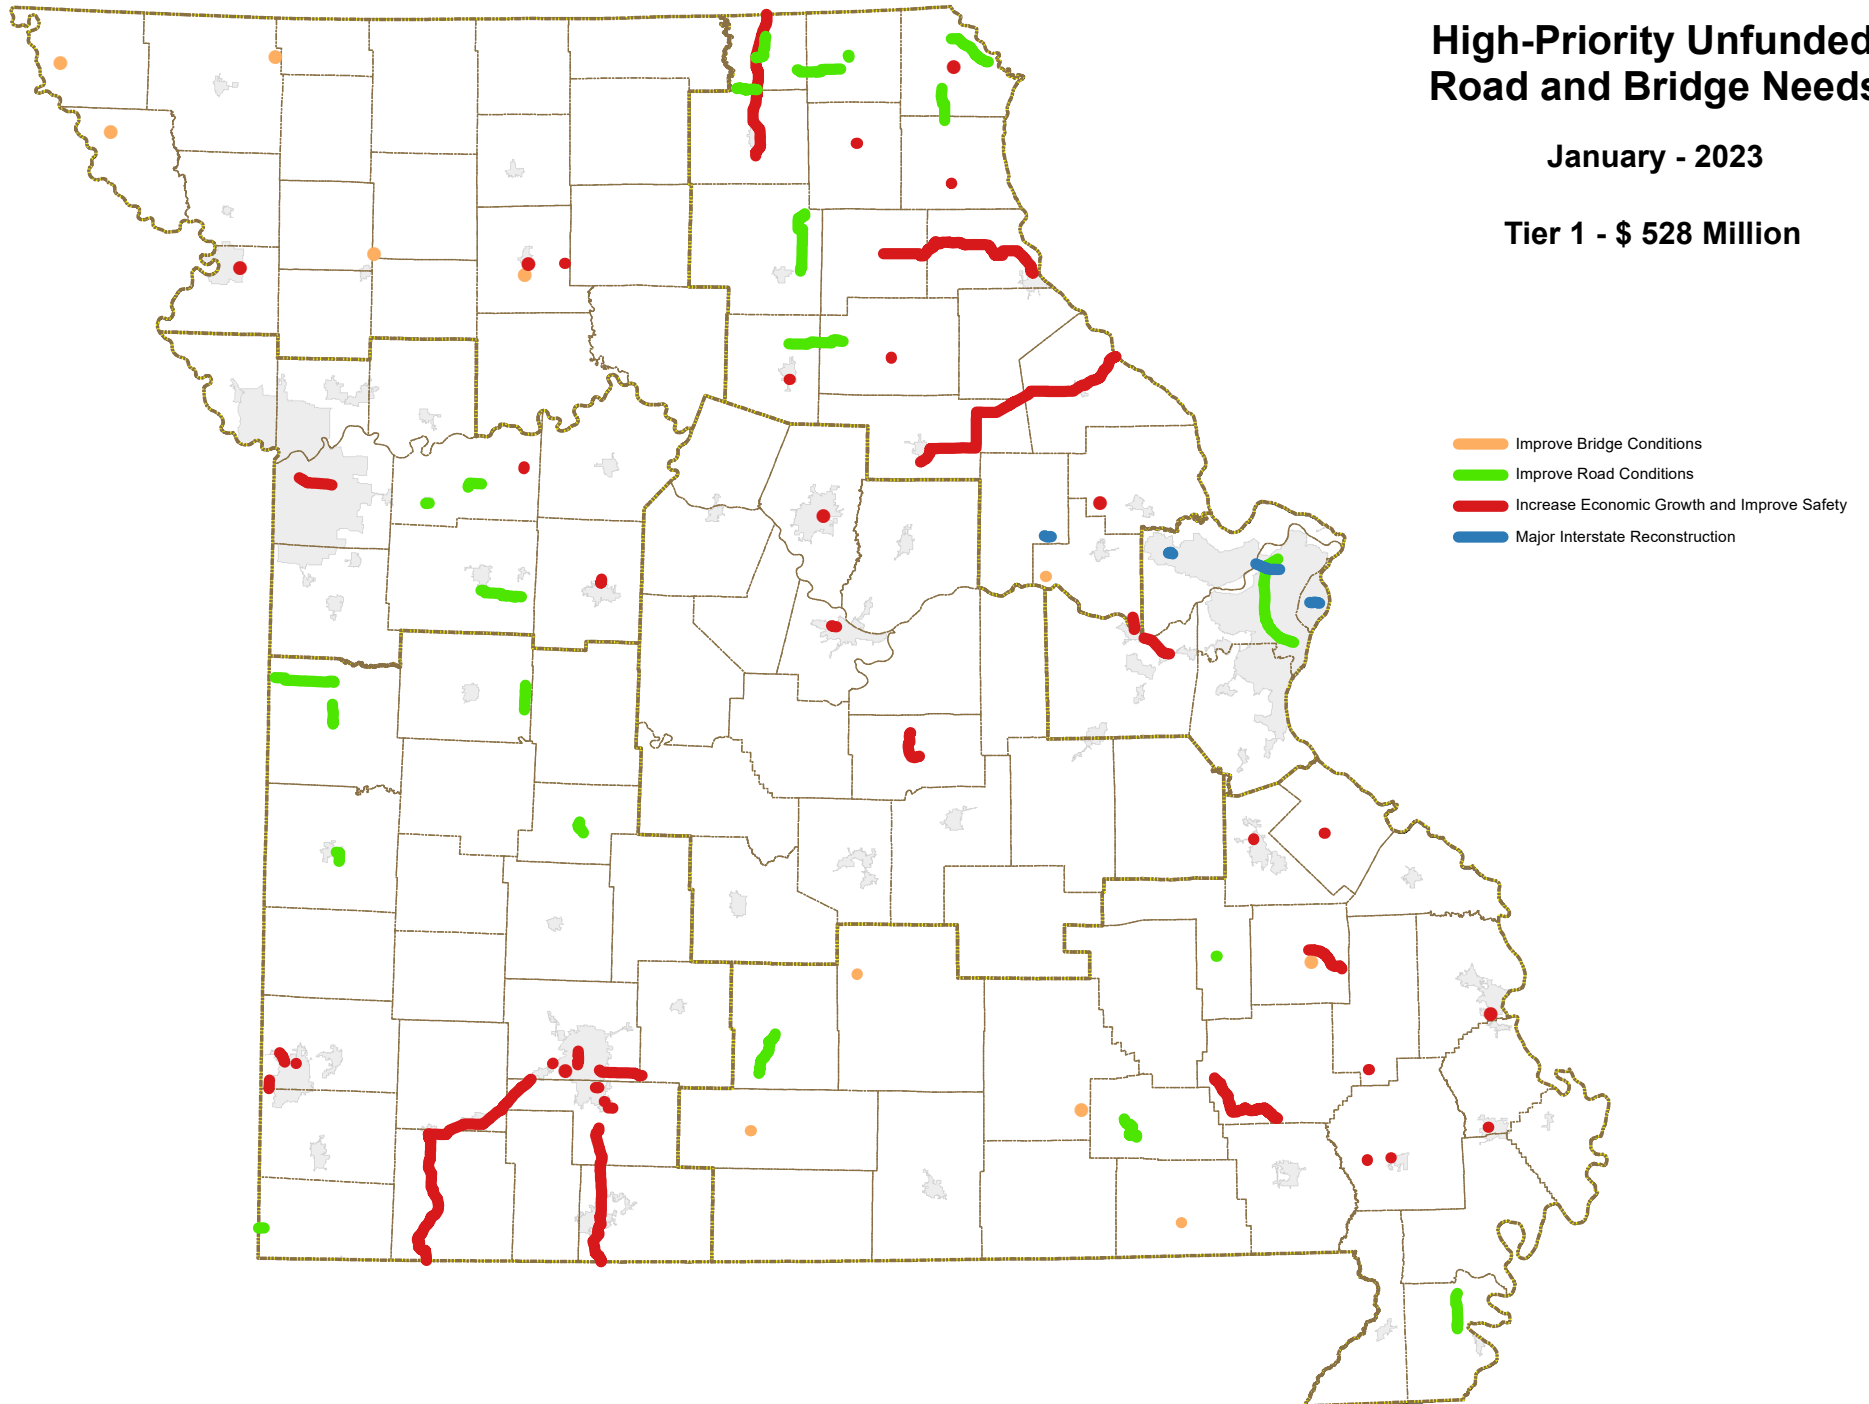 High-Priority Unfunded
Road and Bridge Needs
January - 2023
Tier 1 - $ 528 Million
Improve Bridge Conditions
Improve Road Conditions
Increase Economic Growth and Improve Safety
Major Interstate Reconstruction